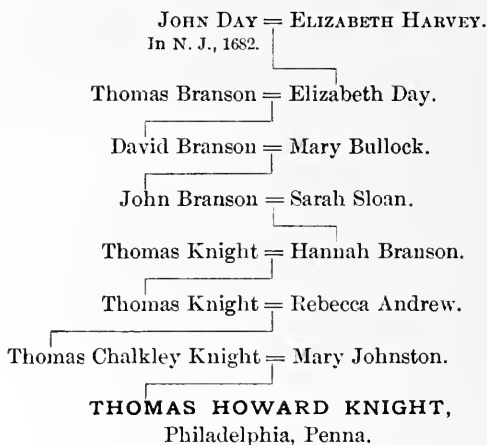 JOHN DAY = ELIZABETH HARVEY.
In N. J., 1682.
Thomas Branson = Elizabeth Day.
David Branson = Mary Bullock.
John Branson = Sarah Sloan.
Thomas Knight = Hannah Branson.
Thomas Knight = Rebecca Andrew.
Thomas Chalkley Knight = Mary Johnston.
THOMAS HOWARD KNIGHT,
Philadelphia, Penna.